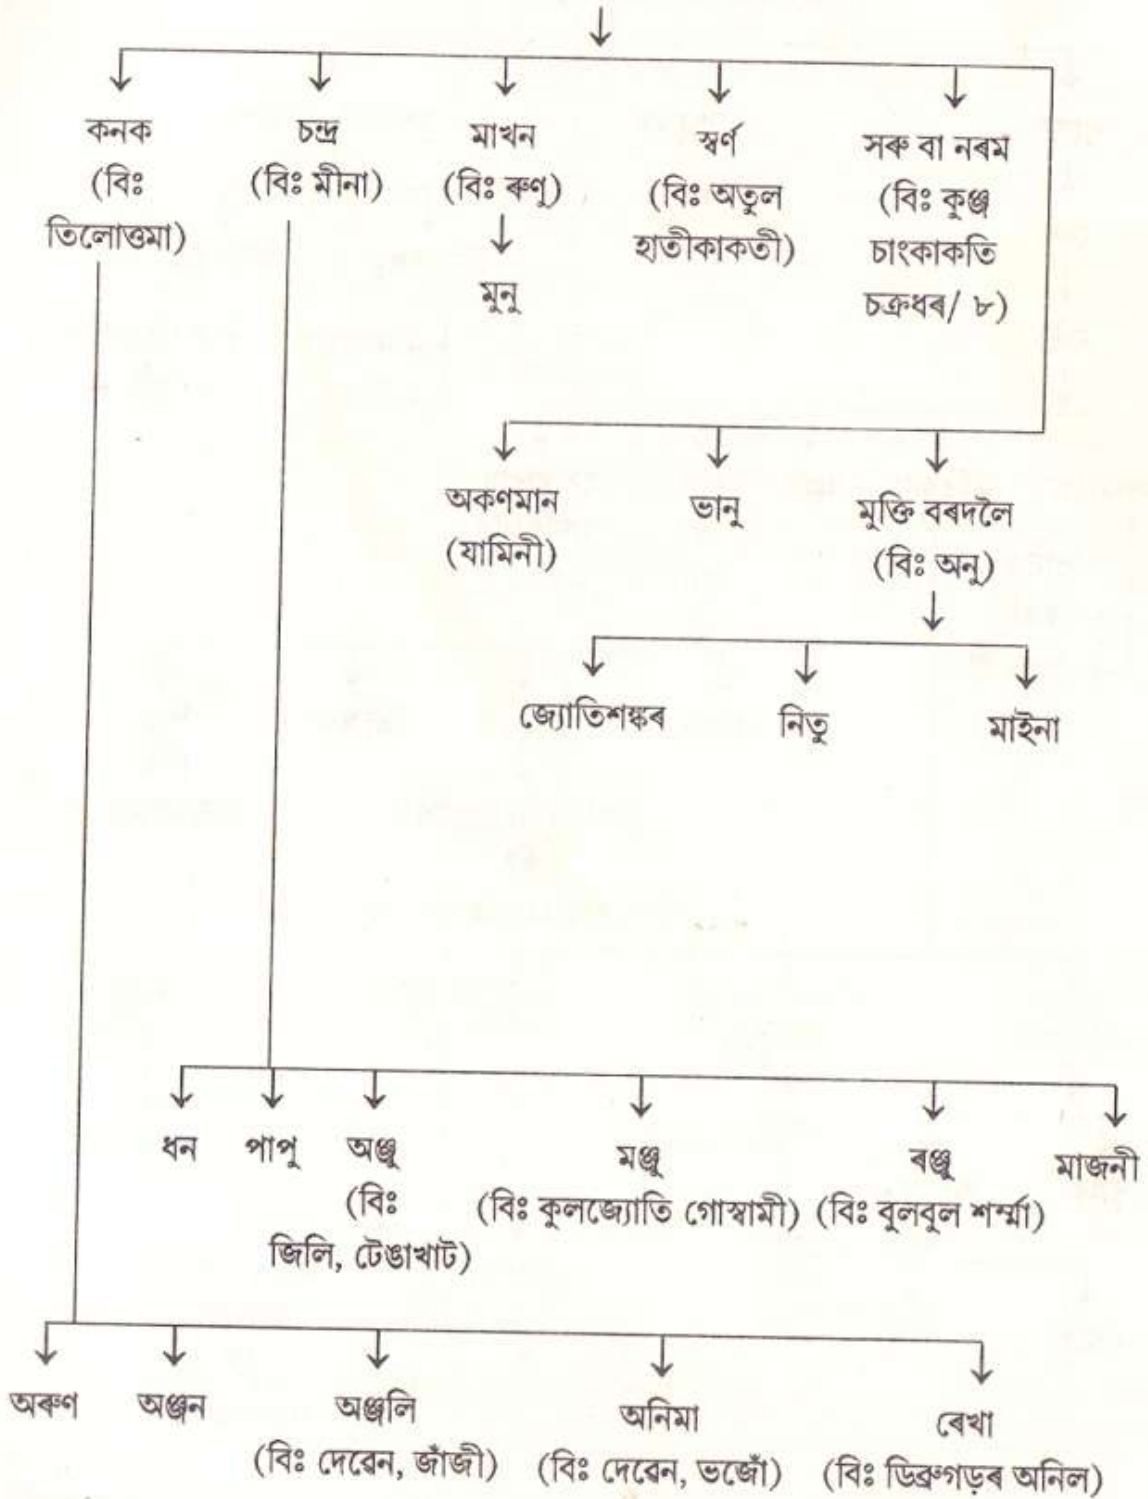 কনক চন্দ্ৰ মাখন স্বৰ্ণ সৰু বা নৰম
(বিঃ (বিঃ মীনা) (বিঃ ৰুণু) (বিঃ অতুল (বিঃ কুঞ্জ
তিলোত্তমা) হাতীকাকতী) চাংকাকতি
মুনু চক্ৰধৰ/ ৮)
অকণমান ভানু মুক্তি বৰদলৈ
(যামিনী) (বিঃ অনু)
জ্যোতিশঙ্কৰ নিতু মাইনা
ধন পাপু অঞ্জু মঞ্জু ৰঞ্জু মাজনী
(বিঃ (বিঃ কুলজ্যোতি গোস্বামী) (বিঃ বুলবুল শৰ্ম্মা)
জিলি, টেঙাখাট)
অৰুণ অঞ্জন অঞ্জলি অনিমা ৰেখা
(বিঃ দেৱেন, জাঁজী) (বিঃ দেৱেন, ভজোঁ) (বিঃ ডিব্ৰুগড়ৰ অনিল)